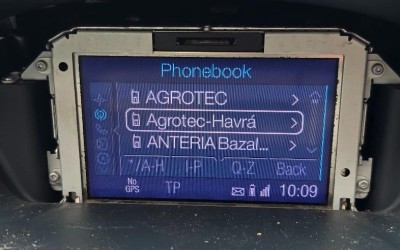 Phonebook
AGROTEC
Agrotec-Havrá
ANTERIA Bazal...
*/A-H I-P Q-Z Back
No GPS TP 10:09